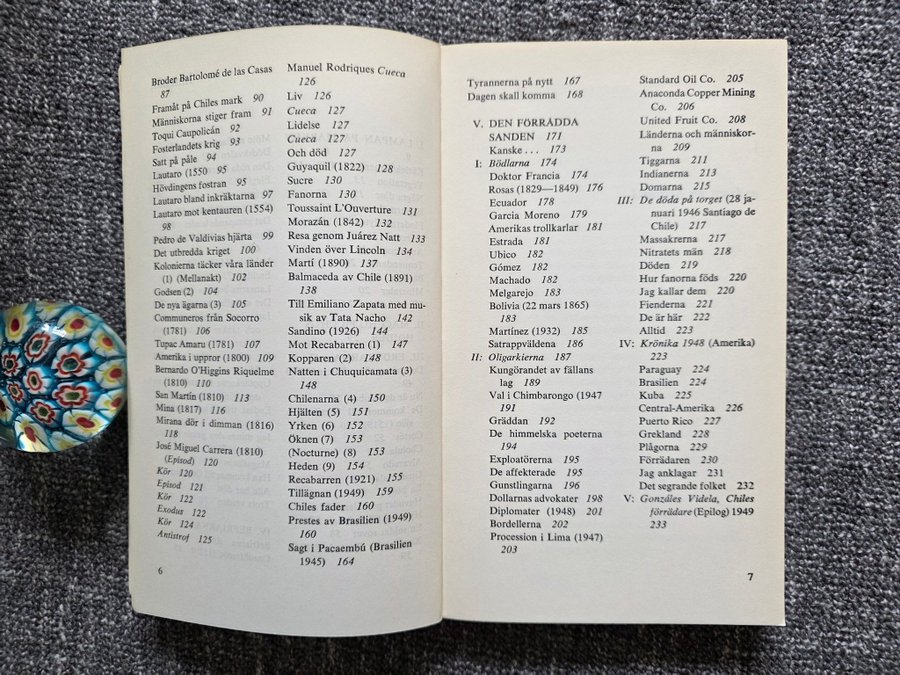 Broder Bartolomé de las Casas
87
Framåt på Chiles mark 90
Människorna stiger fram 91
Toqui Caupolicán 92
Fosterlandets krig 93
Satt på påle 94
Lautaro (1550 95
Hövdingens fostran 95
Lautaro bland inkräktarna 97
Lautaro mot kentauren (1554)
98
Pedro de Valdivias hjärta 99
Det utbredda kriget 100
Kolonierna täcker våra länder
(1) (Mellanakt) 102
Godsen (2) 104
De nya ägarna (3) 105
Communeros från Socorro
(1781) 106
Tupac Amaru (1781) 107
Amerika i uppror (1800) 109
Bernardo O'Higgins Riquelme
(1810) 110
San Martín (1810) 113
Mina (1817) 116
Mirana dör i dimman (1816)
118
José Miguel Carrera (1810)
(Episod) 120
Kör 120
Episod 121
Kör 122
Exodus 122
Kör 124
Antistrof 125
6
Manuel Rodriques Cueca
126
Liv 126
Cueca 127
Lidelse 127
Cueca 127
Och död 127
Guyaquil (1822) 128
Sucre 130
Fanorna 130
Toussaint L'Ouverture 131
Morazán (1842) 132
Resa genom Juárez Natt 133
Vinden över Lincoln 134
Martí (1890) 137
Balmaceda av Chile (1891)
138
Till Emiliano Zapata med mu-
sik av Tata Nacho 142
Sandino (1926) 144
Mot Recabarren (1) 147
Kopparen (2) 148
Natten i Chuquicamata (3)
148
Chilenarna (4) 150
Hjälten (5) 151
Yrken (6) 152
Öknen (7) 153
(Nocturne) (8) 153
Heden (9) 154
Recabarren (1921) 155
Tillägnan (1949) 159
Chiles fader 160
Prestes av Brasilien (1949)
160
Sagt i Pacaembú (Brasilien
1945) 164
Tyrannerna på nytt 167
Dagen skall komma 168
V. DEN FÖRRÅDDA
SANDEN 171
Kanske . . . 173
I: Bödlarna 174
Doktor Francia 174
Rosas (1829—1849) 176
Ecuador 178
Garcia Moreno 179
Amerikas trollkarlar 181
Estrada 181
Ubico 182
Gómez 182
Machado 182
Melgarejo 183
Bolivia (22 mars 1865)
183
Martínez (1932) 185
Satrappväldena 186
II: Oligarkierna 187
Kungörandet av fällans
lag 189
Val i Chimbarongo (1947
191
Gräddan 192
De himmelska poeterna
194
Exploatörerna 195
De affekterade 195
Gunstlingarna 196
Dollarnas advokater 198
Diplomater (1948) 201
Bordellerna 202
Procession i Lima (1947)
203
Standard Oil Co. 205
Anaconda Copper Mining
Co. 206
United Fruit Co. 208
Länderna och människor-
na 209
Tiggarna 211
Indianerna 213
Domarna 215
III: De döda på torget (28 ja-
nuari 1946 Santiago de
Chile) 217
Massakrerna 217
Nitratets män 218
Döden 219
Hur fanorna föds 220
Jag kallar dem 220
Fienderna 221
De är här 222
Alltid 223
IV: Krönika 1948 (Amerika)
223
Paraguay 224
Brasilien 224
Kuba 225
Central-Amerika 226
Puerto Rico 227
Grekland 228
Plågorna 229
Förrädaren 230
Jag anklagar 231
Det segrande folket 232
V: Gonzáles Videla, Chiles
förrädare (Epilog) 1949
233
7